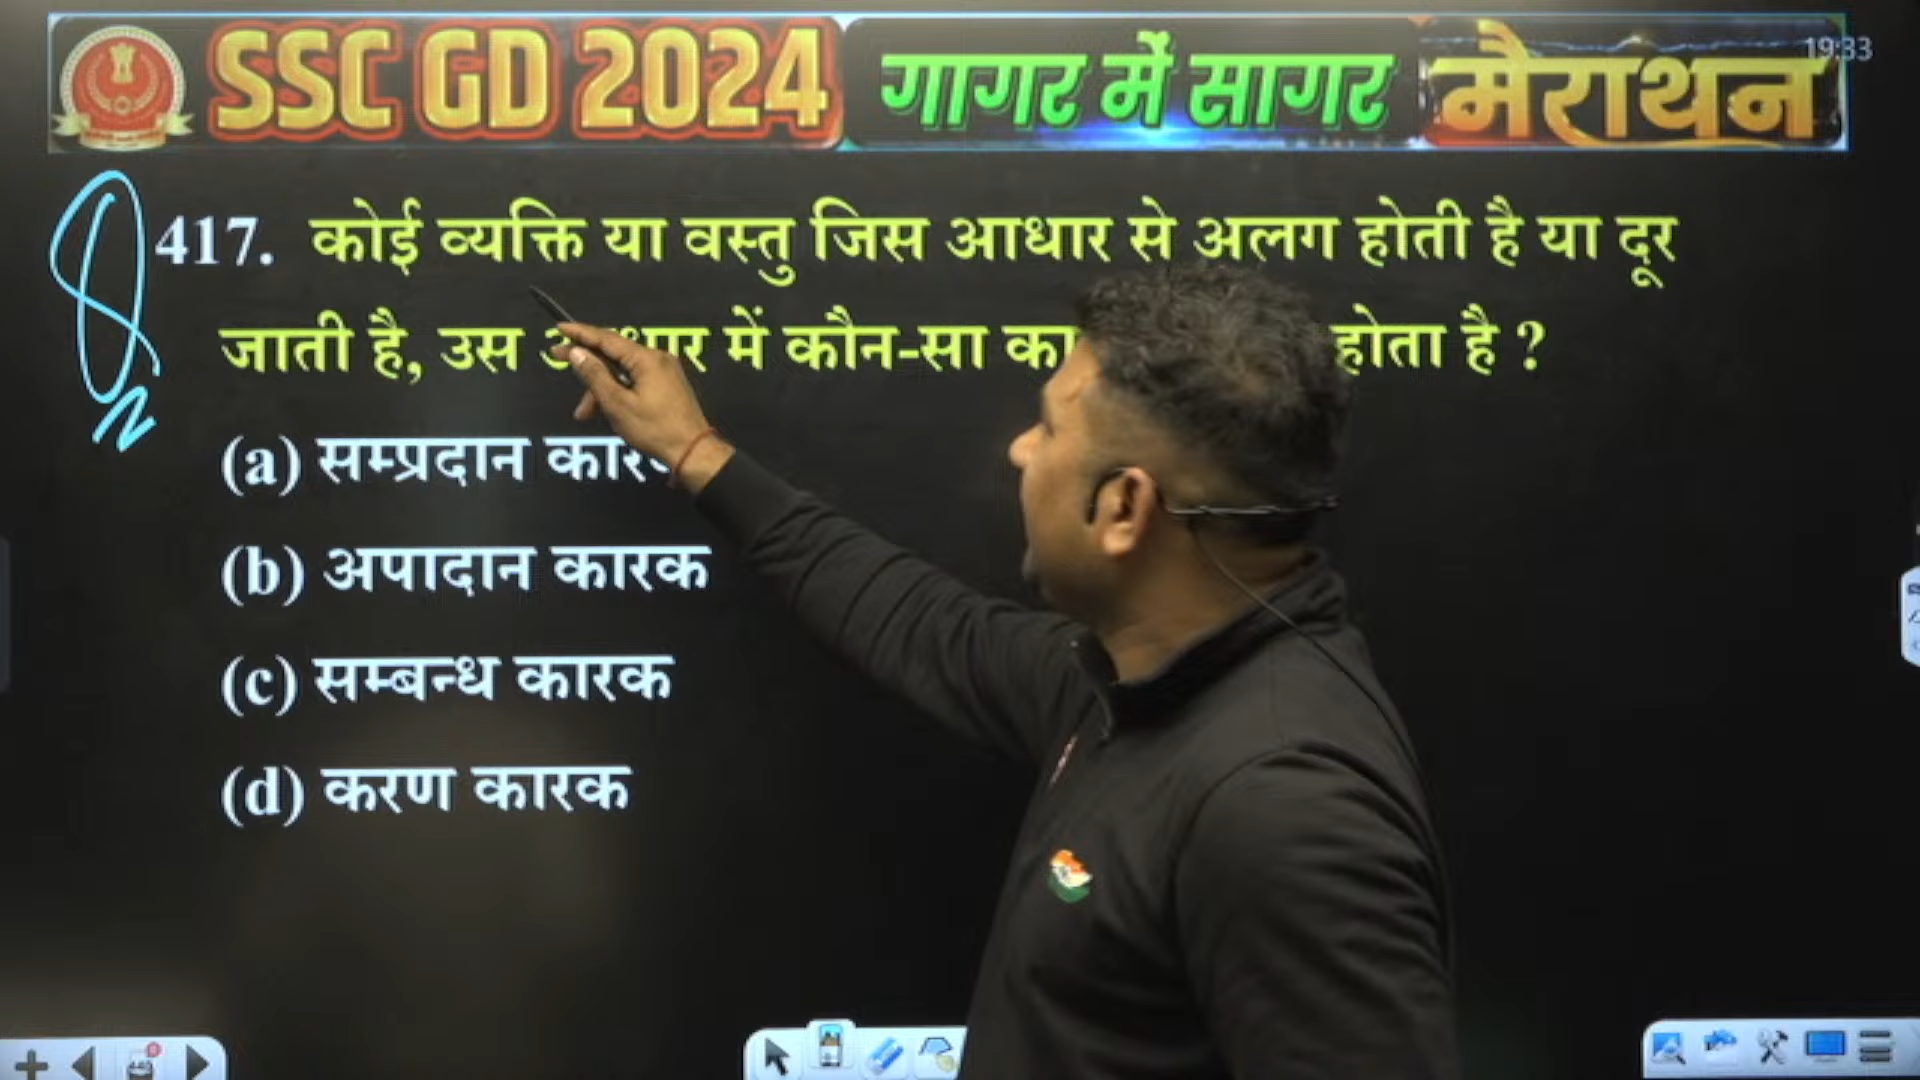 SSC GD 2024 गागर में सागर मैराथन
19:33
417. कोई व्यक्ति या वस्तु जिस आधार से अलग होती है या दूर
जाती है, उस में कौन-सा होता है ?
(a) सम्प्रदान
(b) अपादान कारक
(c) सम्बन्ध कारक
(d) करण कारक